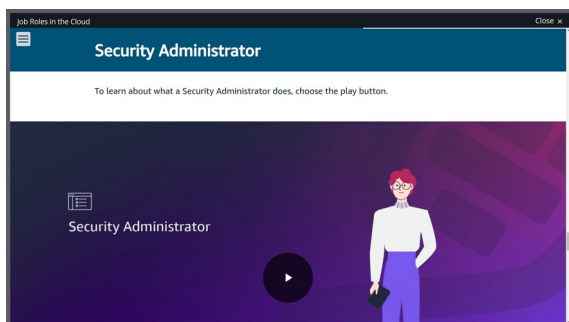 Job Roles in the Cloud
Close ×
Security Administrator
To learn about what a Security Administrator does, choose the play button.
Security Administrator